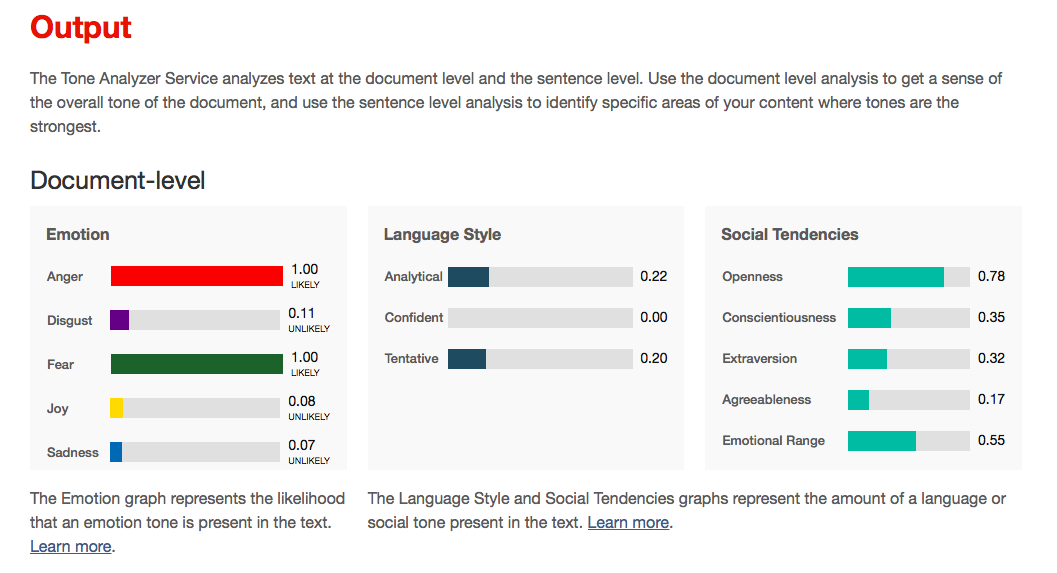 Output
The Tone Analyzer Service analyzes text at the document level and the sentence level. Use the document level analysis to get a sense of
the overall tone of the document, and use the sentence level analysis to identify specific areas of your content where tones are the
strongest.
Document-level
Emotion
Anger 1.00
LIKELY
Disgust 0.11
UNLIKELY
Fear 1.00
LIKELY
Joy 0.08
UNLIKELY
Sadness 0.07
UNLIKELY
Language Style
Analytical 0.22
Confident 0.00
Tentative 0.20
Social Tendencies
Openness 0.78
Conscientiousness 0.35
Extraversion 0.32
Agreeableness 0.17
Emotional Range 0.55
The Emotion graph represents the likelihood
that an emotion tone is present in the text.
Learn more.
The Language Style and Social Tendencies graphs represent the amount of a language or
social tone present in the text. Learn more.